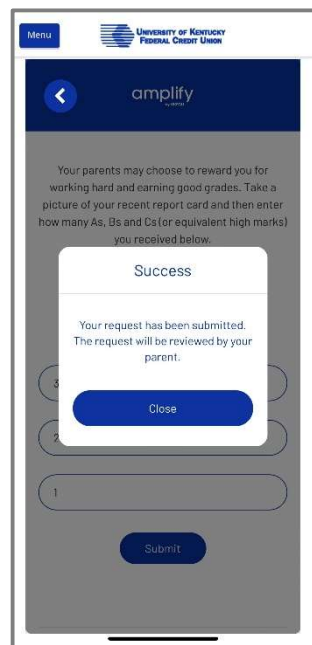 Menu
University of Kentucky
Federal Credit Union
amplify
Your parents may choose to reward you for
working hard and earning good grades. Take a
picture of your recent report card and then enter
how many As, Bs and Cs (or equivalent high marks)
you received below.
Success
Your request has been submitted.
The request will be reviewed by your
parent.
3
Close
2
1
Submit